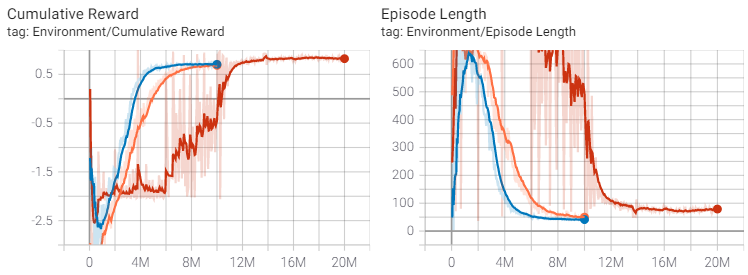 Cumulative Reward
tag: Environment/Cumulative Reward
0.5
-0.5
-1.5
-2.5
0 4M 8M 12M 16M 20M
Episode Length
tag: Environment/Episode Length
600
500
400
300
200
100
0
0 4M 8M 12M 16M 20M